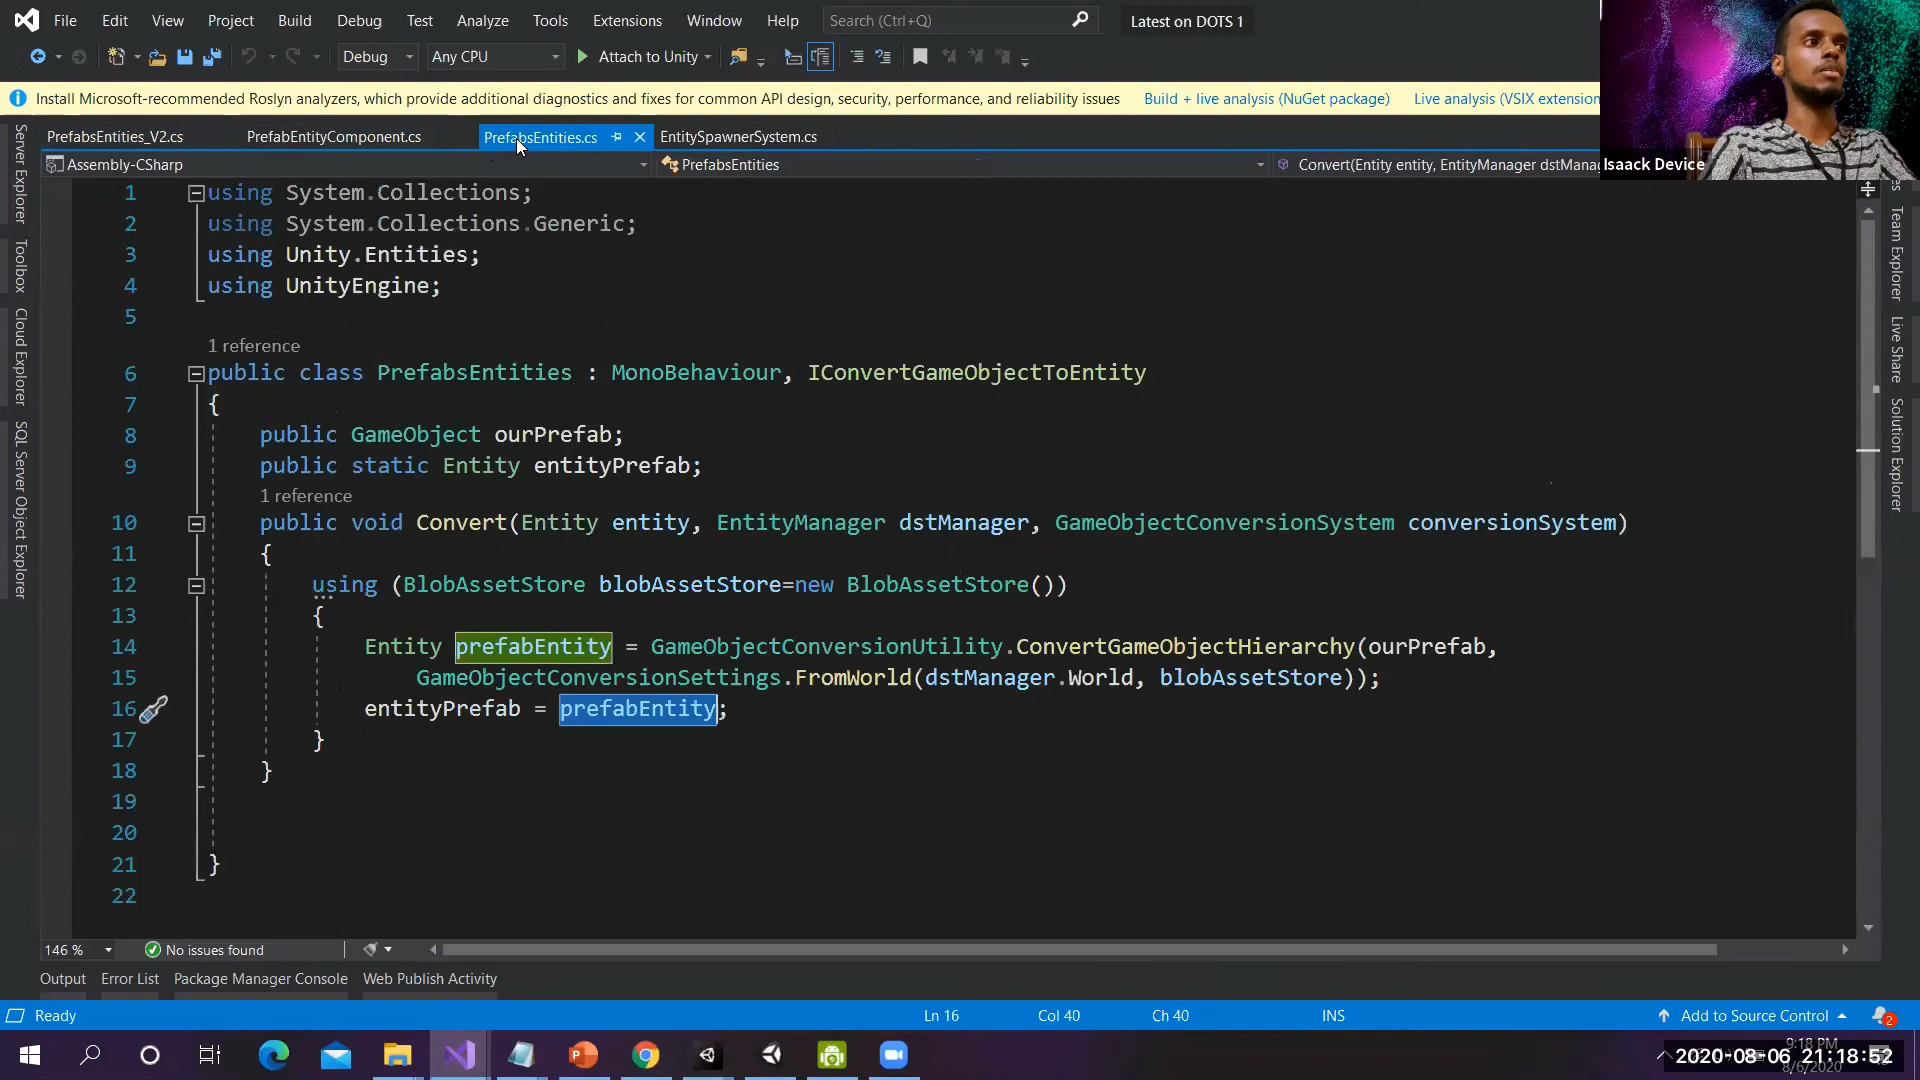 File Edit View Project Build Debug Test Analyze Tools Extensions Window Help Search (Ctrl+Q) Latest on DOTS 1
Debug Any CPU Attach to Unity
Install Microsoft-recommended Roslyn analyzers, which provide additional diagnostics and fixes for common API design, security, performance, and reliability issues Build + live analysis (NuGet package) Live analysis (VSIX extension
PrefabsEntities_V2.cs PrefabEntityComponent.cs PrefabsEntities.cs EntitySpawnerSystem.cs
Assembly-CSharp PrefabsEntities Convert(Entity entity, EntityManager dstMana
Isaack Device
Server Explorer
Toolbox
Cloud Explorer
SQL Server Object Explorer
1 using System.Collections;
2 using System.Collections.Generic;
3 using Unity.Entities;
4 using UnityEngine;
5
1 reference
6 public class PrefabsEntities : MonoBehaviour, IConvertGameObjectToEntity
7 {
8 public GameObject ourPrefab;
9 public static Entity entityPrefab;
1 reference
10 public void Convert(Entity entity, EntityManager dstManager, GameObjectConversionSystem conversionSystem)
11 {
12 using (BlobAssetStore blobAssetStore=new BlobAssetStore())
13 {
14 Entity prefabEntity = GameObjectConversionUtility.ConvertGameObjectHierarchy(ourPrefab,
15 GameObjectConversionSettings.FromWorld(dstManager.World, blobAssetStore));
16 entityPrefab = prefabEntity;
17 }
18 }
19
20
21 }
22
Team Explorer
Live Share
Solution Explorer
146 % No issues found
Output Error List Package Manager Console Web Publish Activity
Ready Ln 16 Col 40 Ch 40 INS Add to Source Control 2
9:18 PM
2020-08-06 21:18:52
8/6/2020